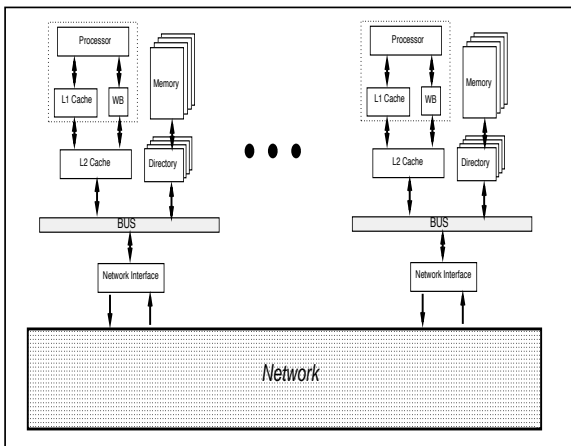 Processor
L1 Cache
WB
Memory
L2 Cache
Directory
BUS
Network Interface
Processor
L1 Cache
WB
Memory
L2 Cache
Directory
BUS
Network Interface
Network